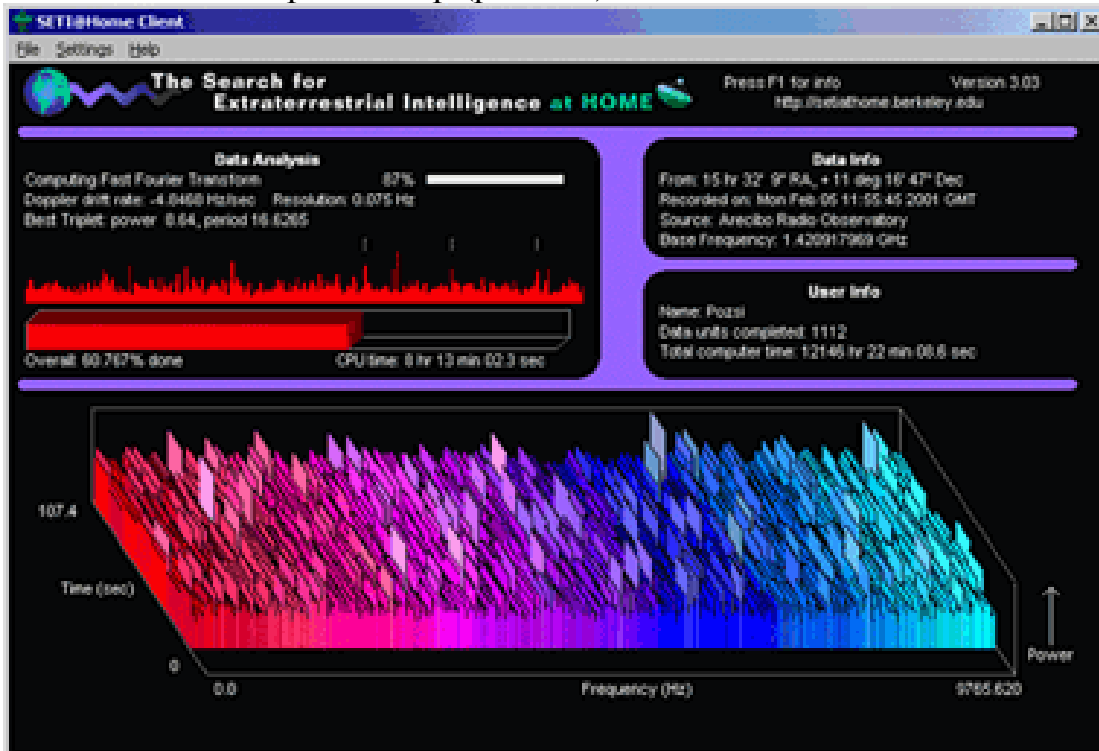 SETI@Home Client
File Settings Help
The Search for
Extraterrestrial Intelligence at HOME
Press F1 for info Version 3.03
http://setiathome.berkeley.edu
Data Analysis
Computing Fast Fourier Transform 87%
Doppler drift rate: -4.8468 Hz/sec Resolution: 0.075 Hz
Best Triplet: power 8.64, period 16.6265
Overall: 60.767% done CPU time: 8 hr 13 min 02.3 sec
Data Info
From: 15 hr 32' 9" RA, + 11 deg 16' 47" Dec
Recorded on: Mon Feb 05 11:55:45 2001 GMT
Source: Arecibo Radio Observatory
Base Frequency: 1.420917969 GHz
User Info
Name: Pozsi
Data units completed: 1112
Total computer time: 12146 hr 22 min 08.6 sec
107.4
Time (sec)
0
0.0
Frequency (Hz)
9765.620
Power